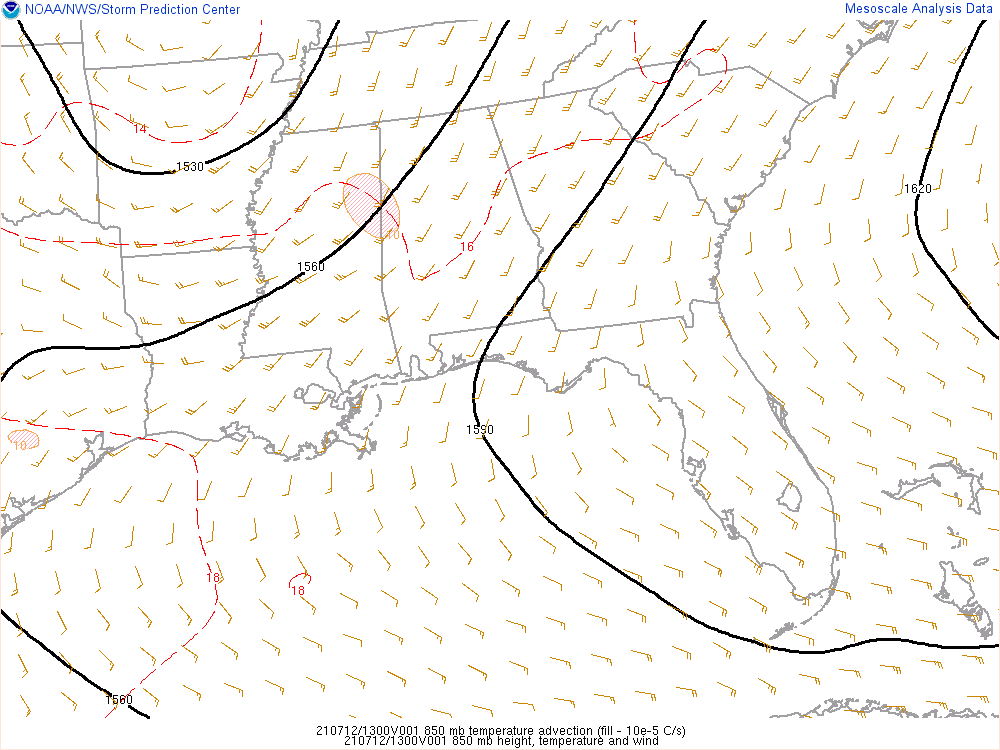 NOAA/NWS/Storm Prediction Center
Mesoscale Analysis Data
14
1530
1620
10
16
1560
1590
10
18
18
1560
210712/1300V001 850 mb temperature advection (fill - 10e-5 C/s)
210712/1300V001 850 mb height, temperature and wind